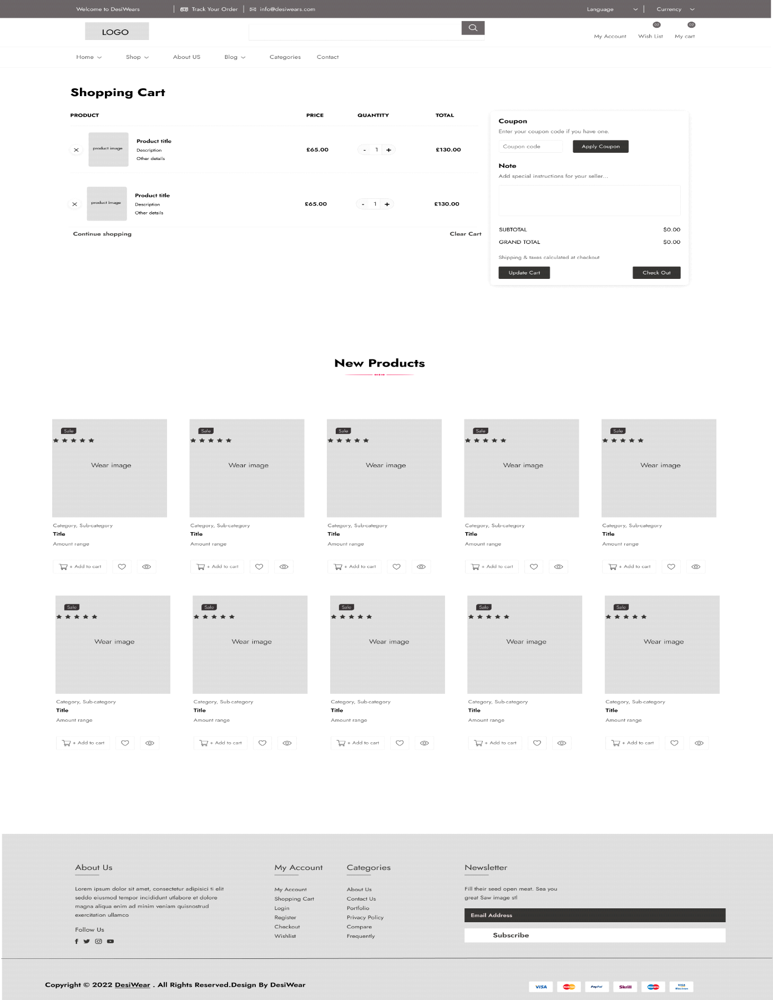 Welcome to DesiWears
Track Your Order
info@desiwears.com
Language
Currency
LOGO
02
02
My Account
Wish List
My cart
Home
Shop
About US
Blog
Categories
Contact
Shopping Cart
PRODUCT
PRICE
QUANTITY
TOTAL
product image
Product title
Description
Other details
£65.00
- 1 +
£130.00
product image
Product title
Description
Other details
£65.00
- 1 +
£130.00
Continue shopping
Clear Cart
Coupon
Enter your coupon code if you have one.
Coupon code
Apply Coupon
Note
Add special instructions for your seller...
SUBTOTAL
$0.00
GRAND TOTAL
$0.00
Shipping & taxes calculated at checkout
Update Cart
Check Out
New Products
Sale
Wear image
Category, Sub-category
Title
Amount range
+ Add to cart
Sale
Wear image
Category, Sub-category
Title
Amount range
+ Add to cart
Sale
Wear image
Category, Sub-category
Title
Amount range
+ Add to cart
Sale
Wear image
Category, Sub-category
Title
Amount range
+ Add to cart
Sale
Wear image
Category, Sub-category
Title
Amount range
+ Add to cart
Sale
Wear image
Category, Sub-category
Title
Amount range
+ Add to cart
Sale
Wear image
Category, Sub-category
Title
Amount range
+ Add to cart
Sale
Wear image
Category, Sub-category
Title
Amount range
+ Add to cart
Sale
Wear image
Category, Sub-category
Title
Amount range
+ Add to cart
Sale
Wear image
Category, Sub-category
Title
Amount range
+ Add to cart
About Us
Lorem ipsum dolor sit amet, consectetur adipisici ti elit
seddo eiusmod tempor incididunt utlabore et dolore
magna aliqua enim ad minim veniam quisnostrud
exercitation ullamco
Follow Us
My Account
My Account
Shopping Cart
Login
Register
Checkout
Wishlist
Categories
About Us
Contact Us
Portfolio
Privacy Policy
Compare
Frequently
Newsletter
Fill their seed open meat. Sea you
great Saw image stl
Email Address
Subscribe
Copyright © 2022 DesiWear . All Rights Reserved.Design By DesiWear
VISA
MasterCard
PayPal
Skrill
Maestro
VISA
Electron